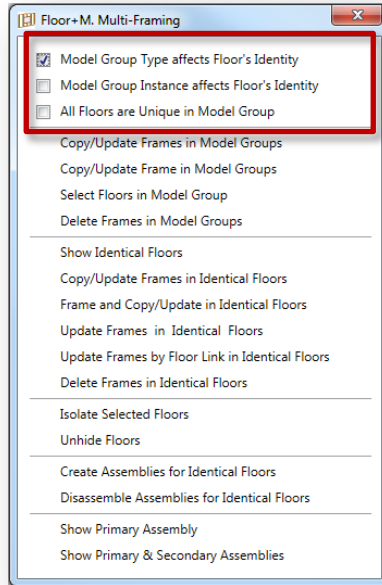 Floor+M. Multi-Framing
Model Group Type affects Floor's Identity
Model Group Instance affects Floor's Identity
All Floors are Unique in Model Group
Copy/Update Frames in Model Groups
Copy/Update Frame in Model Groups
Select Floors in Model Group
Delete Frames in Model Groups
Show Identical Floors
Copy/Update Frames in Identical Floors
Frame and Copy/Update in Identical Floors
Update Frames in Identical Floors
Update Frames by Floor Link in Identical Floors
Delete Frames in Identical Floors
Isolate Selected Floors
Unhide Floors
Create Assemblies for Identical Floors
Disassemble Assemblies for Identical Floors
Show Primary Assembly
Show Primary & Secondary Assemblies